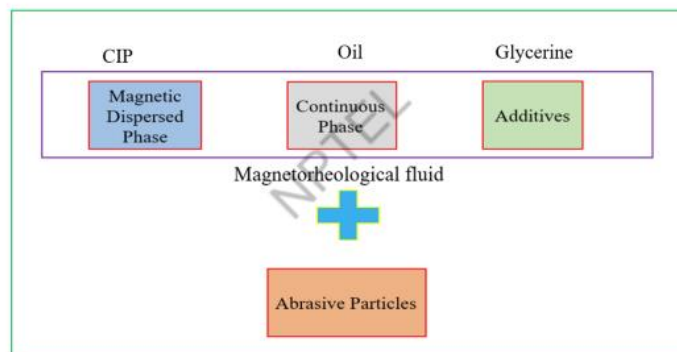 CIP
Oil
Glycerine
Magnetic
Dispersed
Phase
Continuous
Phase
Additives
NPTEL
Magnetorheological fluid
Abrasive Particles